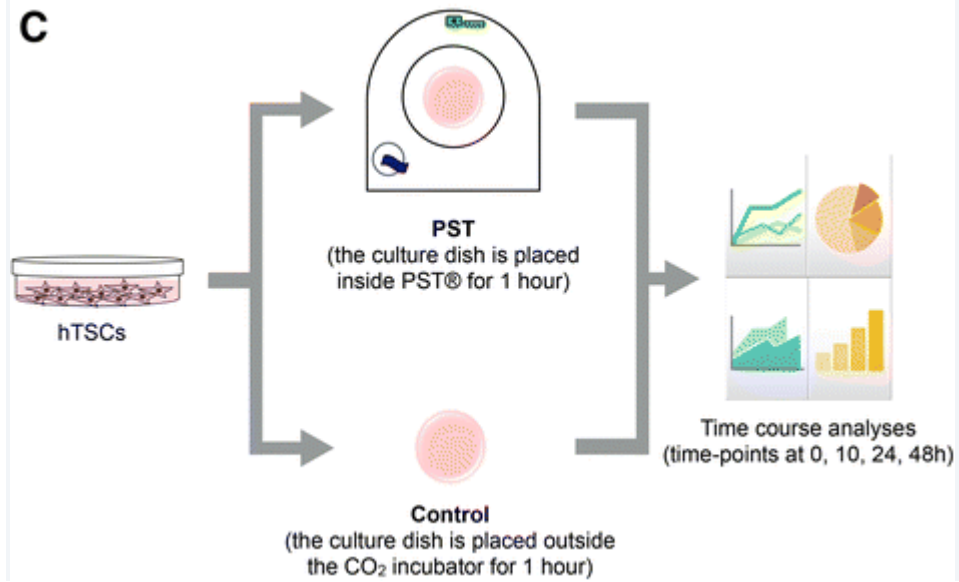 C
PST
(the culture dish is placed
inside PST® for 1 hour)
hTSCs
Time course analyses
(time-points at 0, 10, 24, 48h)
Control
(the culture dish is placed outside
the CO₂ incubator for 1 hour)